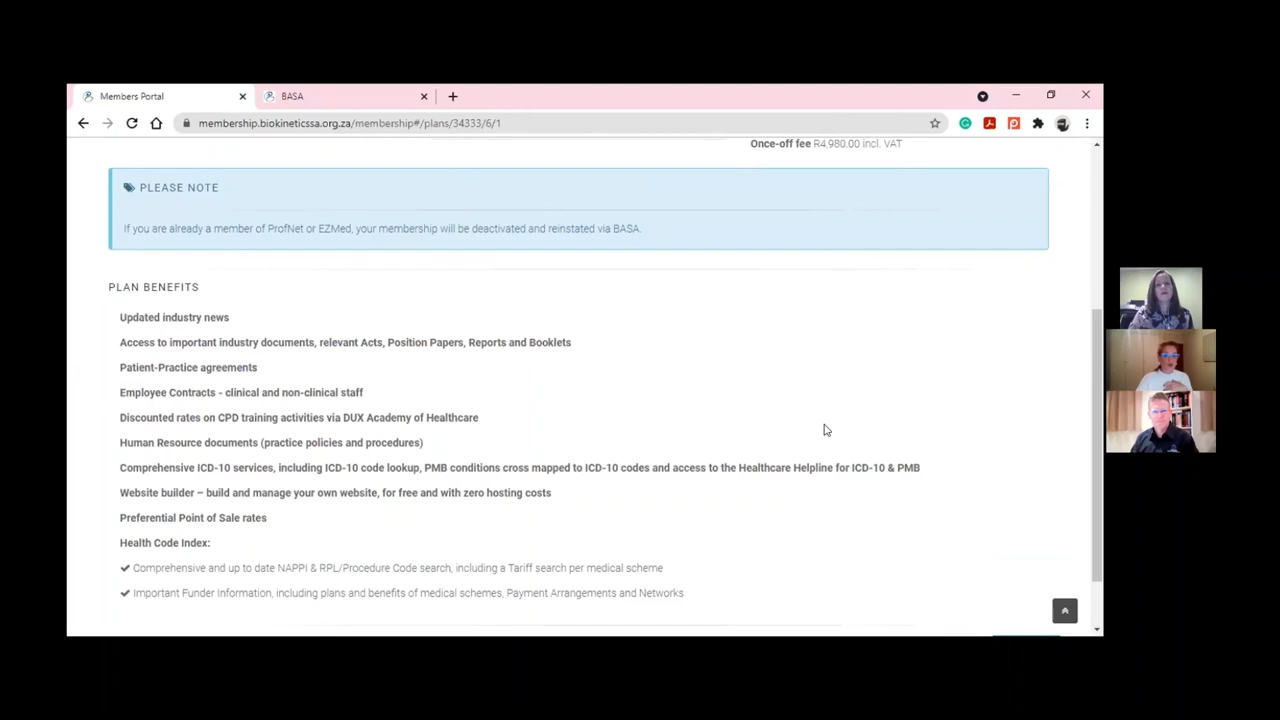 Members Portal
BASA
membership.biokineticssa.org.za/membership#/plans/34333/6/1
Once-off fee R4,980.00 incl. VAT
PLEASE NOTE
If you are already a member of ProfNet or EZMed, your membership will be deactivated and reinstated via BASA.
PLAN BENEFITS
Updated industry news
Access to important industry documents, relevant Acts, Position Papers, Reports and Booklets
Patient-Practice agreements
Employee Contracts - clinical and non-clinical staff
Discounted rates on CPD training activities via DUX Academy of Healthcare
Human Resource documents (practice policies and procedures)
Comprehensive ICD-10 services, including ICD-10 code lookup, PMB conditions cross mapped to ICD-10 codes and access to the Healthcare Helpline for ICD-10 & PMB
Website builder – build and manage your own website, for free and with zero hosting costs
Preferential Point of Sale rates
Health Code Index:
Comprehensive and up to date NAPPI & RPL/Procedure Code search, including a Tariff search per medical scheme
Important Funder Information, including plans and benefits of medical schemes, Payment Arrangements and Networks